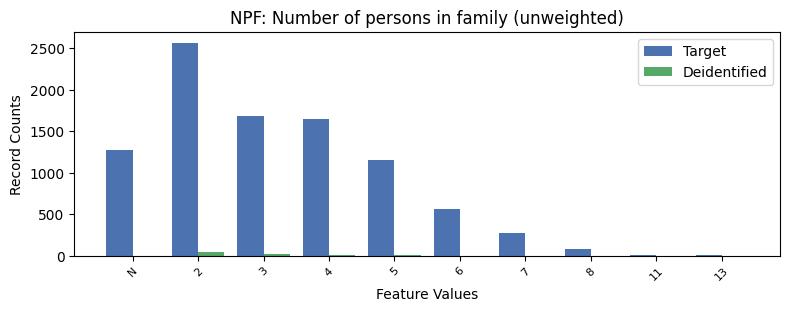 NPF: Number of persons in family (unweighted)
Target
Deidentified
Record Counts
2500
2000
1500
1000
500
0
N 2 3 4 5 6 7 8 11 13
Feature Values